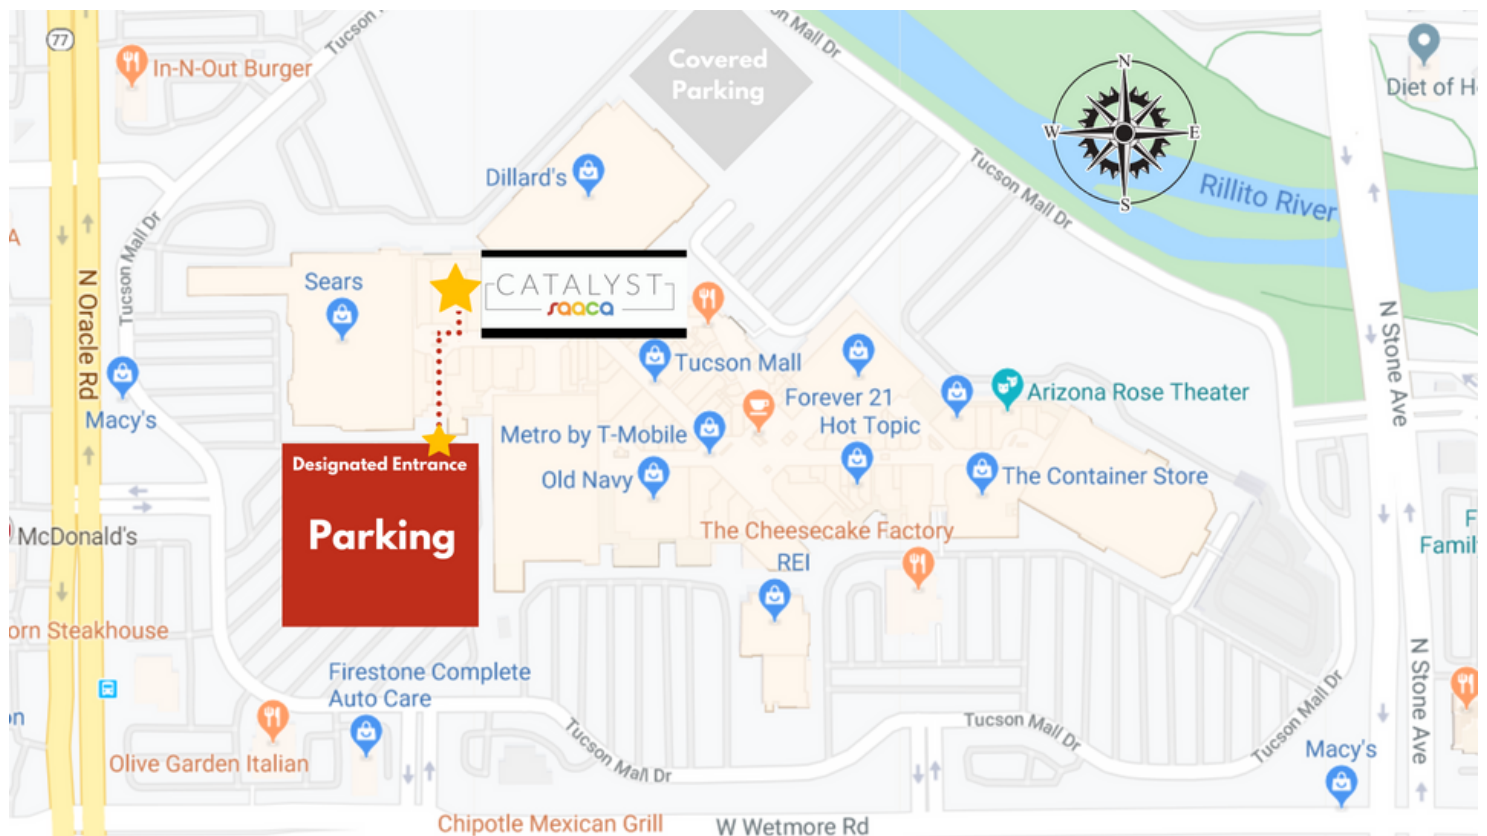 77
In-N-Out Burger
Tucson
Covered
Parking
on Mall Dr
N
W
E
S
Diet of H
Dillard's
Tucson Mall Dr
Rillito River
Tucson Mall Dr
A
N Oracle Rd
Sears
CATALYST
saaca
Tucson Mall
N Stone Ave
Macy's
Forever 21
Arizona Rose Theater
Metro by T-Mobile
Hot Topic
Old Navy
The Container Store
Designated Entrance
Parking
McDonald's
The Cheesecake Factory
F
Famil
REI
orn Steakhouse
Firestone Complete
Auto Care
N Stone Ave
on
Olive Garden Italian
Tucson Mall Dr
Tucson Mall Dr
Tucson Mall Dr
Macy's
Chipotle Mexican Grill
W Wetmore Rd